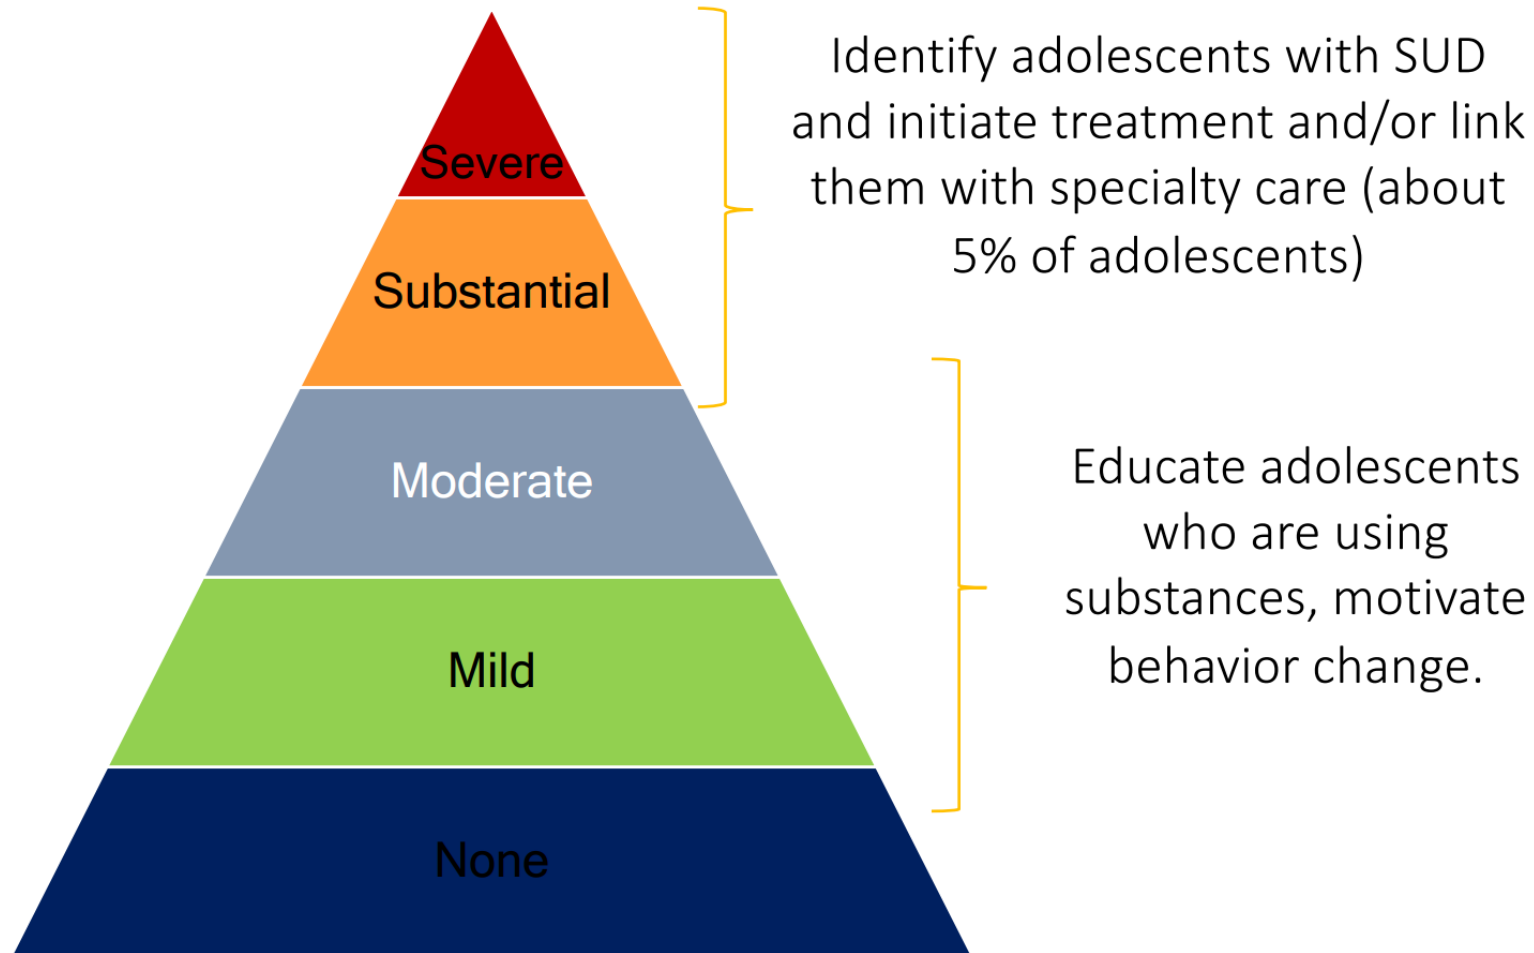 Severe
Substantial
Moderate
Mild
None
Identify adolescents with SUD
and initiate treatment and/or link
them with specialty care (about
5% of adolescents)
Educate adolescents
who are using
substances, motivate
behavior change.